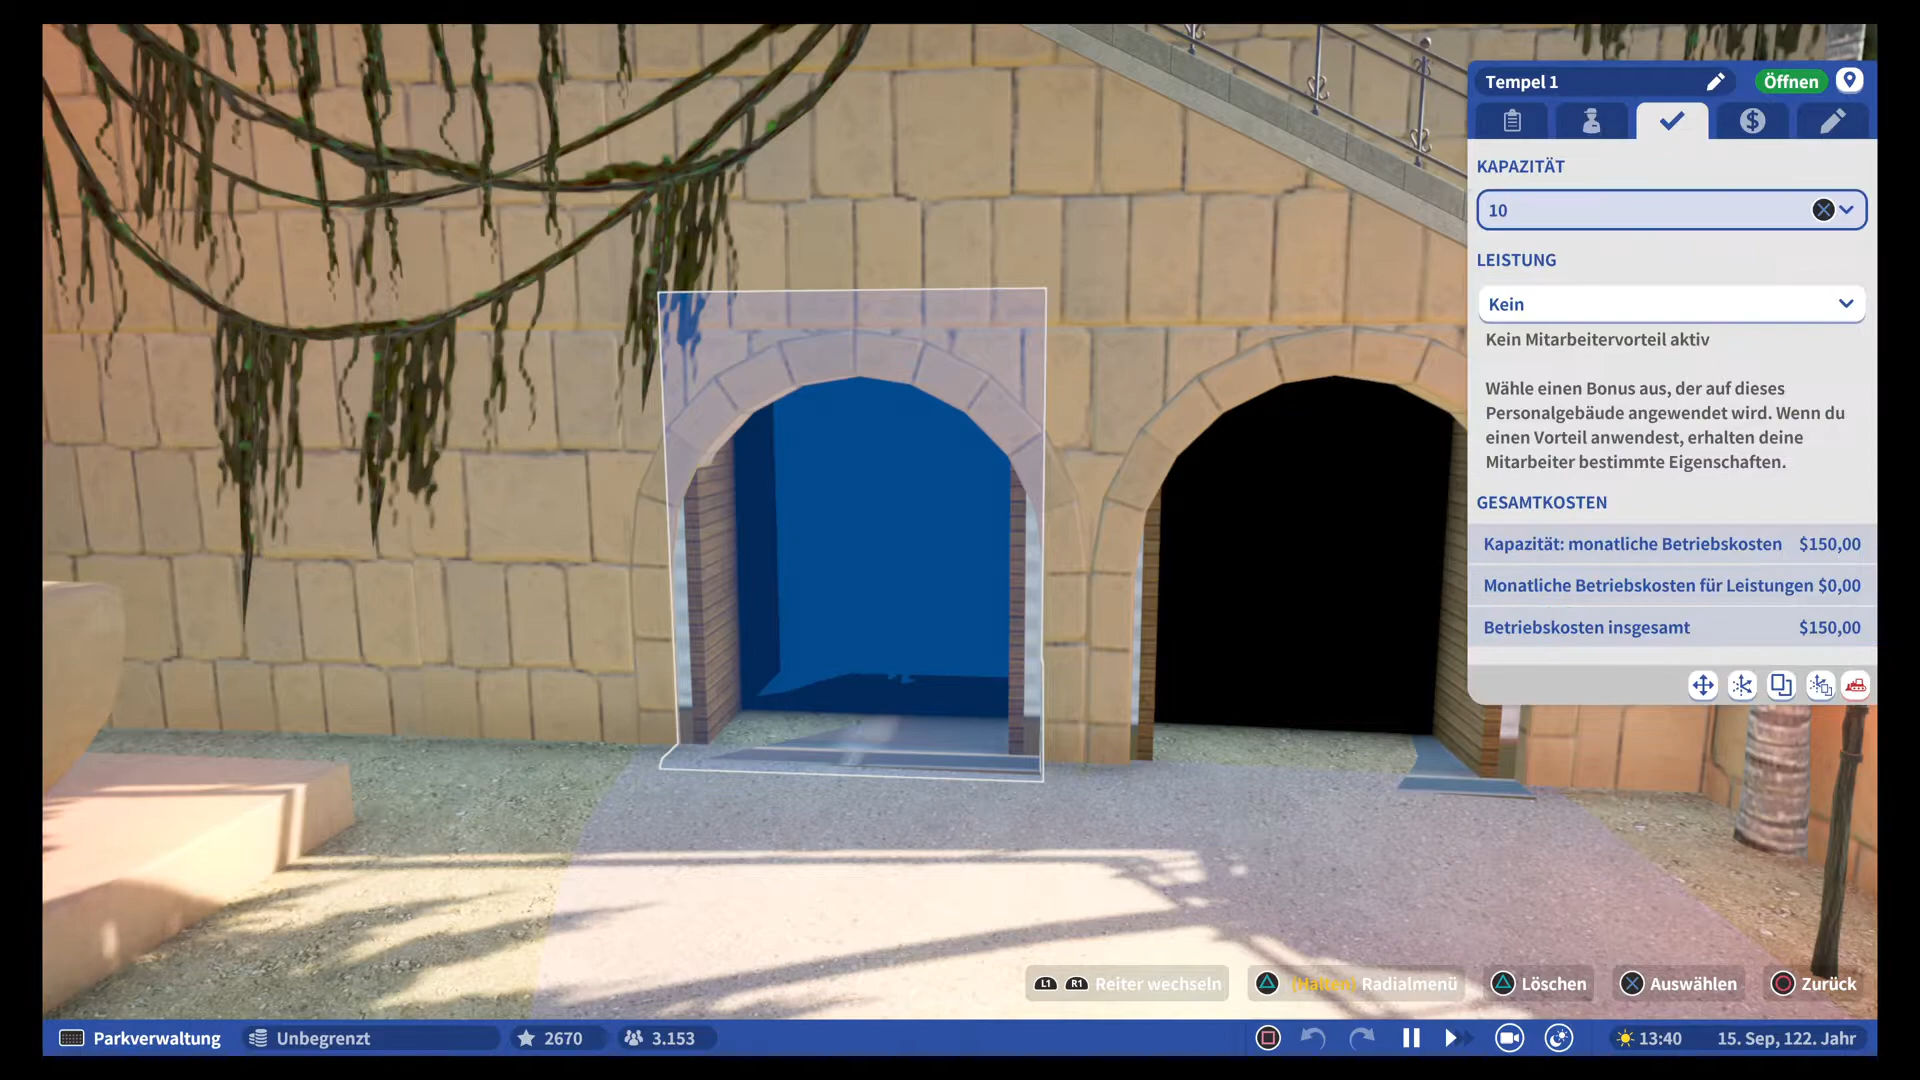 Tempel 1
Öffnen
KAPAZITÄT
10
LEISTUNG
Kein
Kein Mitarbeitervorteil aktiv
Wähle einen Bonus aus, der auf dieses
Personalgebäude angewendet wird. Wenn du
einen Vorteil anwendest, erhalten deine
Mitarbeiter bestimmte Eigenschaften.
GESAMTKOSTEN
Kapazität: monatliche Betriebskosten $150,00
Monatliche Betriebskosten für Leistungen $0,00
Betriebskosten insgesamt $150,00
L1 R1 Reiter wechseln
(Halten) Radialmenü
Löschen
Auswählen
Zurück
Parkverwaltung
Unbegrenzt
2670
3.153
13:40
15. Sep, 122. Jahr